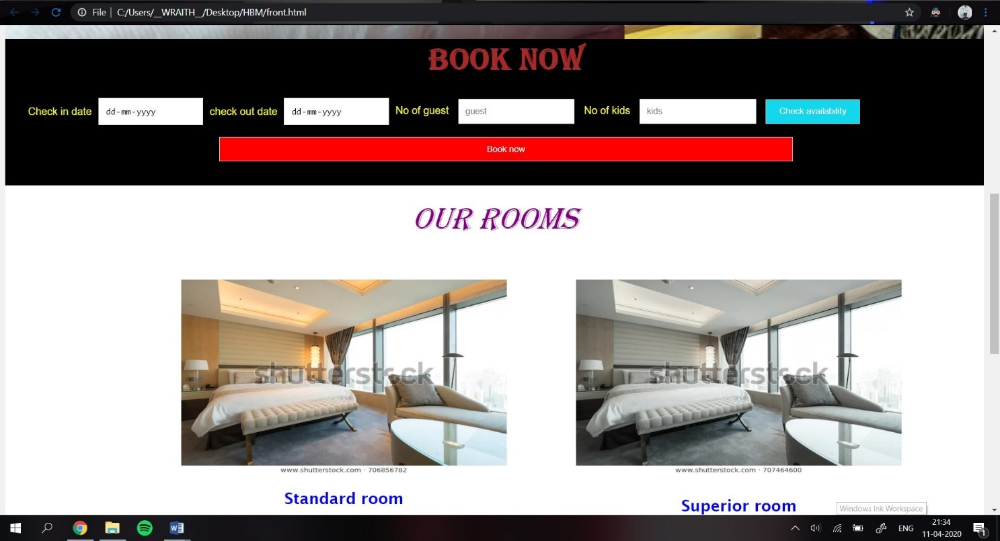 File | C:/Users/__WRAITH__/Desktop/HBM/front.html
BOOK NOW
Check in date dd-mm-yyyy check out date dd-mm-yyyy No of guest guest No of kids kids Check availability
Book now
OUR ROOMS
shutterstock shutterstock
www.shutterstock.com · 706856782 www.shutterstock.com · 707464600
Standard room
Superior room
Windows Ink Workspace
ENG 21:34
11-04-2020 1